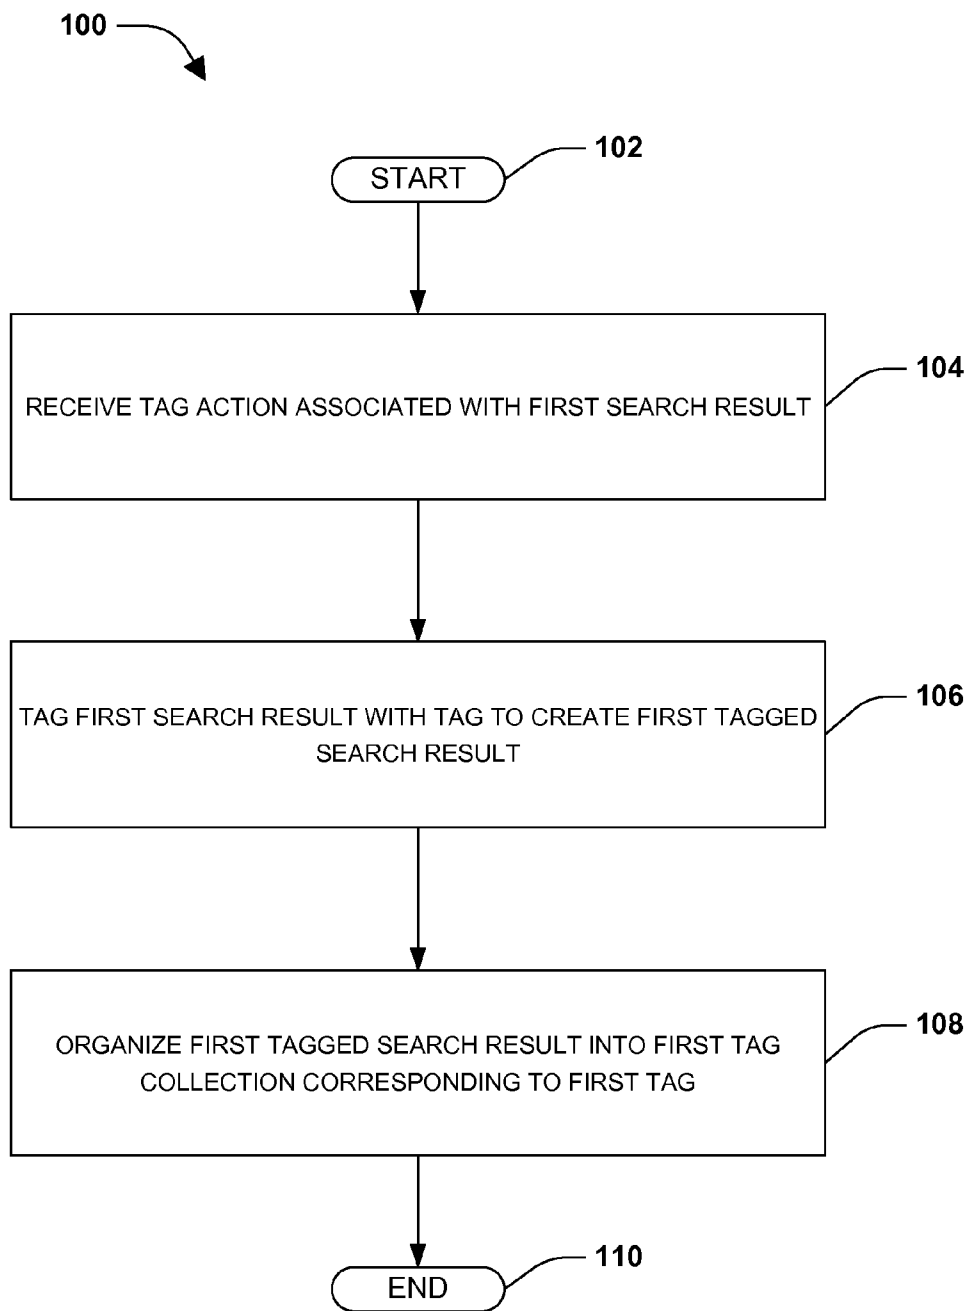 100
102
START
104
RECEIVE TAG ACTION ASSOCIATED WITH FIRST SEARCH RESULT
106
TAG FIRST SEARCH RESULT WITH TAG TO CREATE FIRST TAGGED
SEARCH RESULT
108
ORGANIZE FIRST TAGGED SEARCH RESULT INTO FIRST TAG
COLLECTION CORRESPONDING TO FIRST TAG
110
END